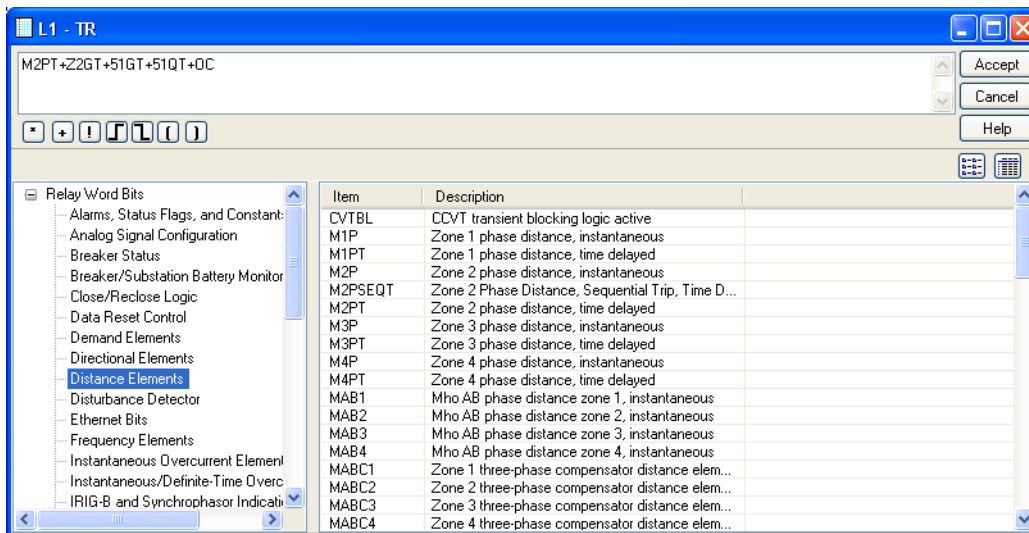 L1 - TR
M2PT+Z2GT+51GT+51QT+OC
Accept
Cancel
Help
* + ! ( )
Relay Word Bits
Alarms, Status Flags, and Constant:
Analog Signal Configuration
Breaker Status
Breaker/Substation Battery Monitor
Close/Reclose Logic
Data Reset Control
Demand Elements
Directional Elements
Distance Elements
Disturbance Detector
Ethernet Bits
Frequency Elements
Instantaneous Overcurrent Element
Instantaneous/Definite-Time Overc
IRIG-B and Synchrophasor Indicati
Item Description
CVTBL CCVT transient blocking logic active
M1P Zone 1 phase distance, instantaneous
M1PT Zone 1 phase distance, time delayed
M2P Zone 2 phase distance, instantaneous
M2PSEQT Zone 2 Phase Distance, Sequential Trip, Time D...
M2PT Zone 2 phase distance, time delayed
M3P Zone 3 phase distance, instantaneous
M3PT Zone 3 phase distance, time delayed
M4P Zone 4 phase distance, instantaneous
M4PT Zone 4 phase distance, time delayed
MAB1 Mho AB phase distance zone 1, instantaneous
MAB2 Mho AB phase distance zone 2, instantaneous
MAB3 Mho AB phase distance zone 3, instantaneous
MAB4 Mho AB phase distance zone 4, instantaneous
MABC1 Zone 1 three-phase compensator distance elem...
MABC2 Zone 2 three-phase compensator distance elem...
MABC3 Zone 3 three-phase compensator distance elem...
MABC4 Zone 4 three-phase compensator distance elem...